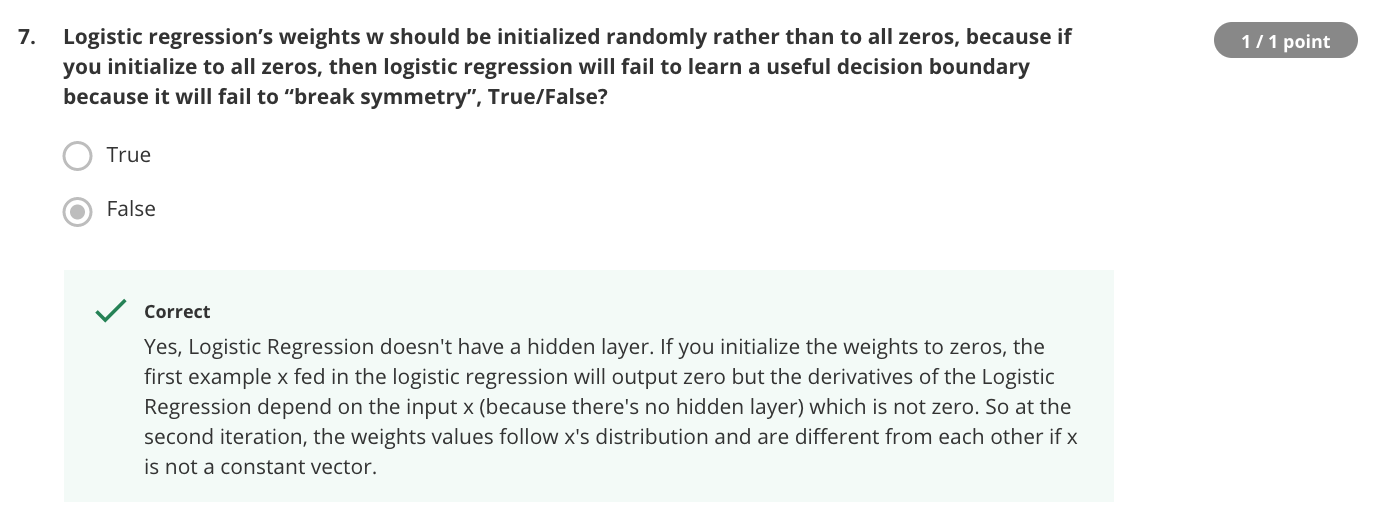 7. Logistic regression’s weights w should be initialized randomly rather than to all zeros, because if
you initialize to all zeros, then logistic regression will fail to learn a useful decision boundary
because it will fail to “break symmetry”, True/False?
1 / 1 point
True
False
Correct
Yes, Logistic Regression doesn't have a hidden layer. If you initialize the weights to zeros, the
first example x fed in the logistic regression will output zero but the derivatives of the Logistic
Regression depend on the input x (because there's no hidden layer) which is not zero. So at the
second iteration, the weights values follow x's distribution and are different from each other if x
is not a constant vector.